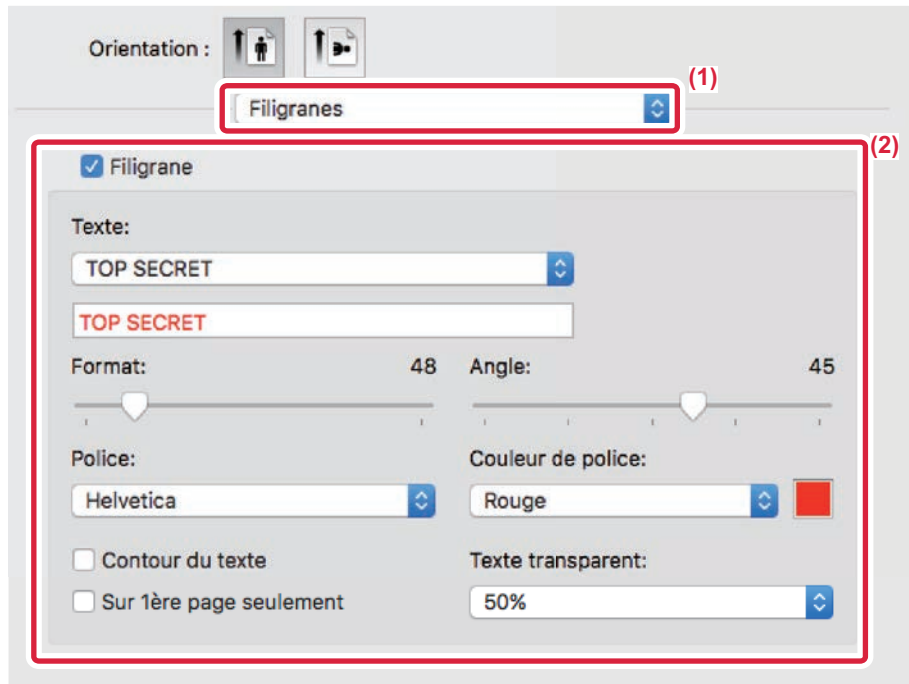 Orientation :
(1)
Filigranes
(2)
Filigrane
Texte:
TOP SECRET
TOP SECRET
Format: 48 Angle: 45
Police: Couleur de police:
Helvetica Rouge
Contour du texte Texte transparent:
Sur 1ère page seulement 50%